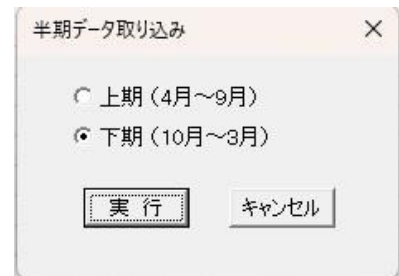 半期データ取り込み
上期（4月～9月）
下期（10月～3月）
実 行
キャンセル